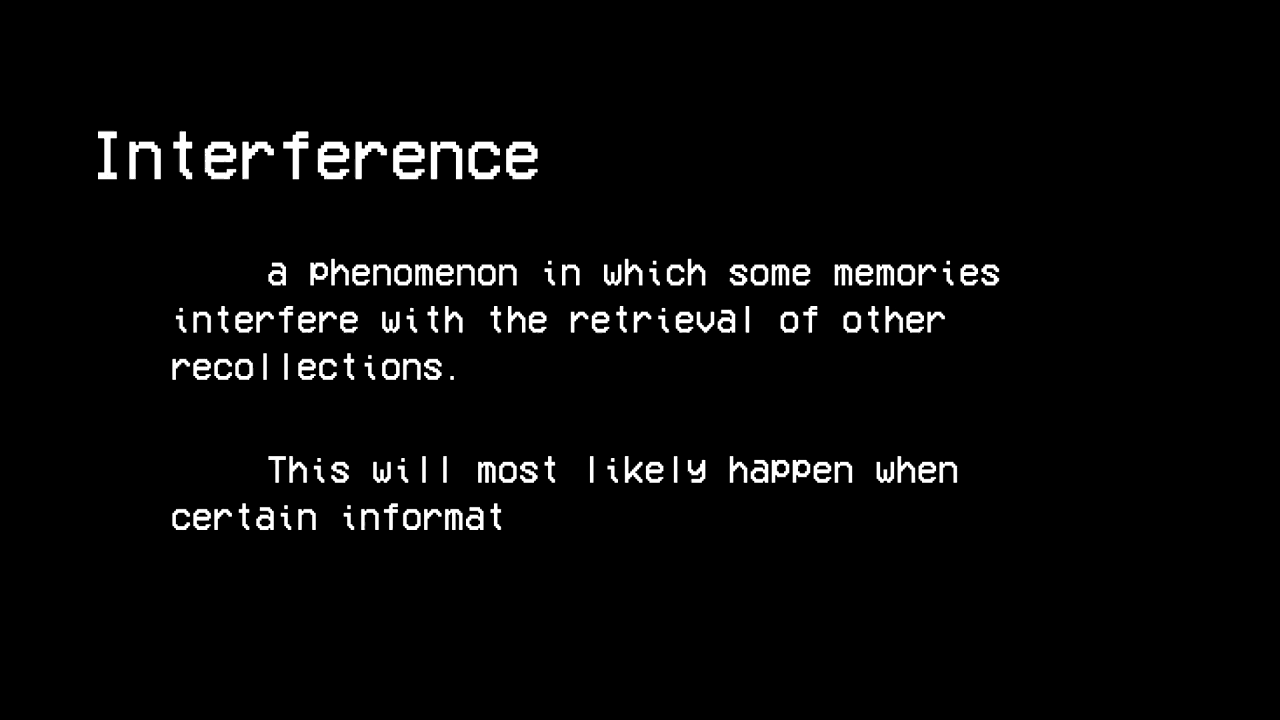 Interference
a phenomenon in which some memories
interfere with the retrieval of other
recollections.
This will most likely happen when
certain informat